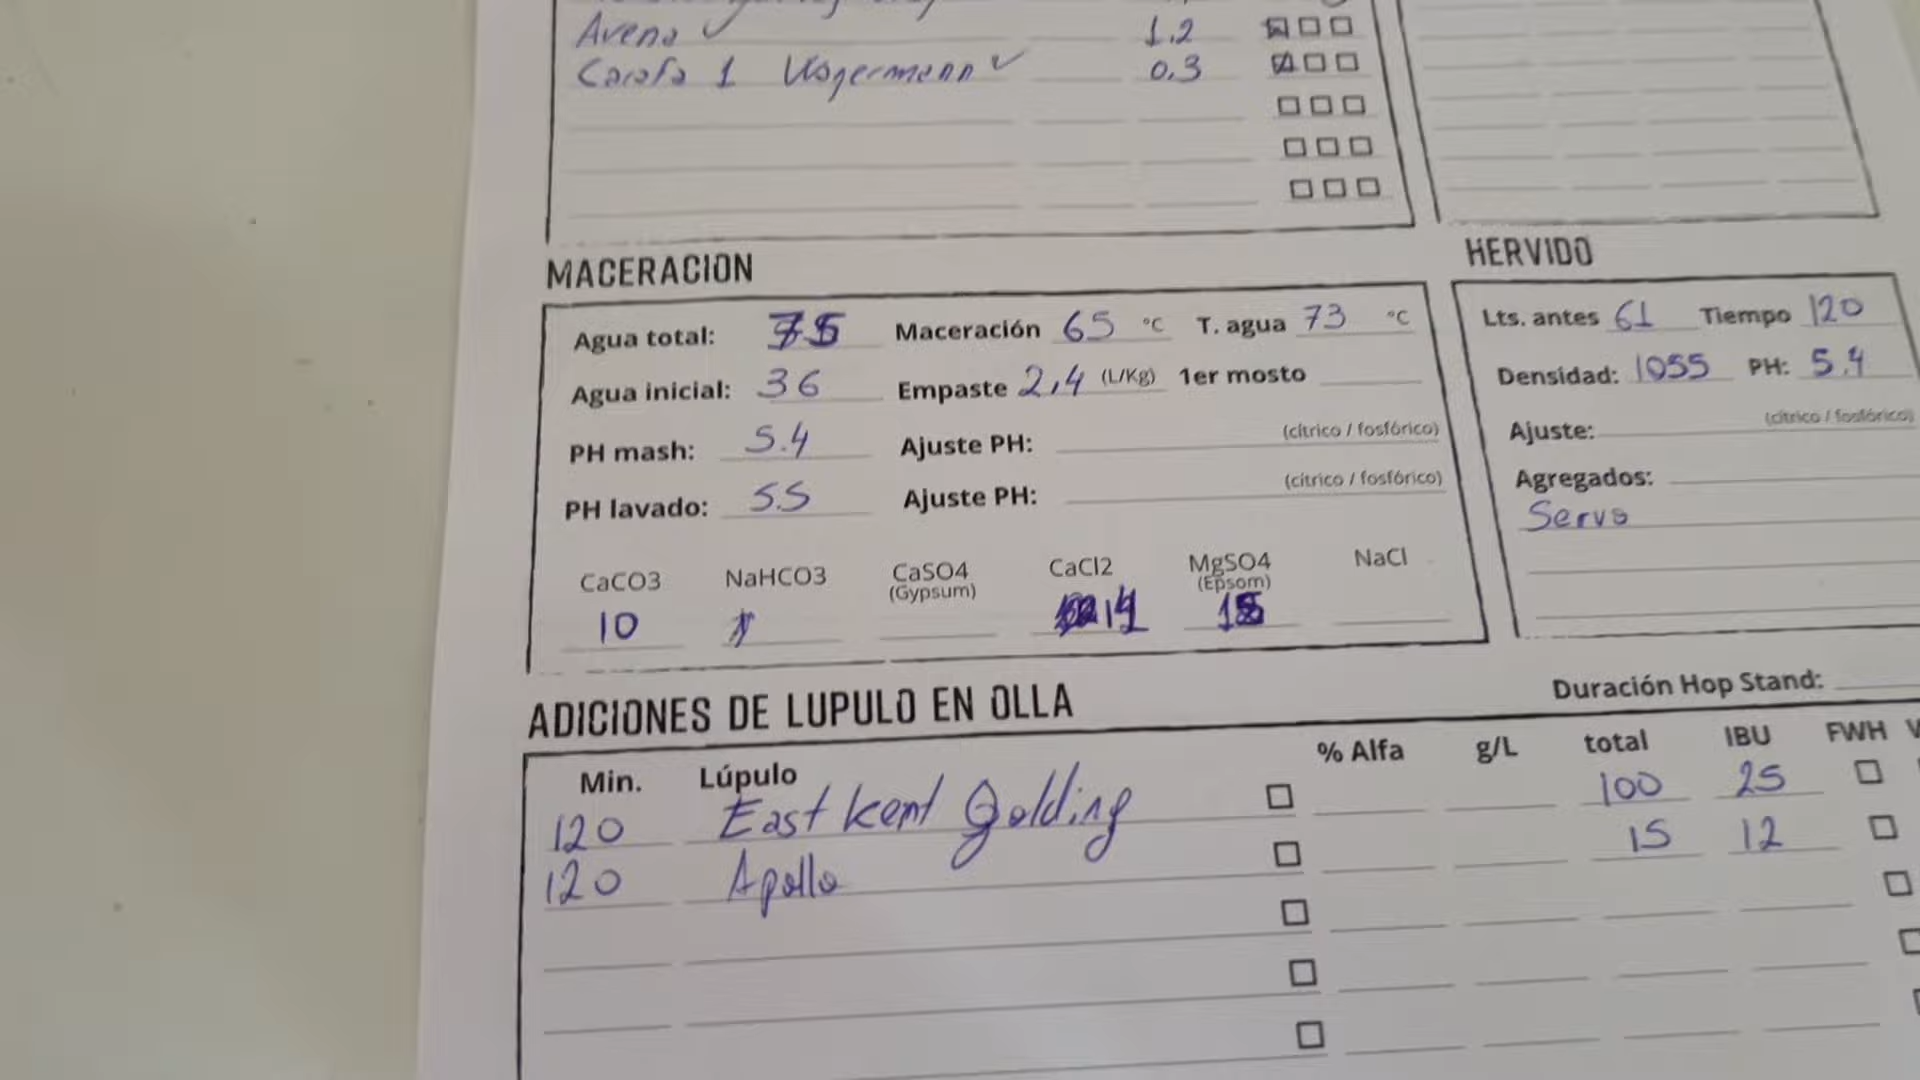 Avena ✓ 1.2
Carafa 1 Wayermann ✓ 0.3
MACERACION
Agua total: 75 Maceración 65 °C T. agua 73 °C
Agua inicial: 36 Empaste 2,4 (L/Kg) 1er mosto
PH mash: 5.4 Ajuste PH: (cítrico / fosfórico)
PH lavado: 5.5 Ajuste PH: (cítrico / fosfórico)
CaCO3 NaHCO3 CaSO4 CaCl2 MgSO4 NaCl
(Gypsum) (Epsom)
10 14
HERVIDO
Lts. antes 61 Tiempo 120
Densidad: 1055 PH: 5.4
(cítrico / fosfórico)
Ajuste:
Agregados:
Servo
ADICIONES DE LUPULO EN OLLA
Duración Hop Stand:
Min. Lúpulo % Alfa g/L total IBU FWH
120 East Kent Golding 100 25
120 Apollo 15 12